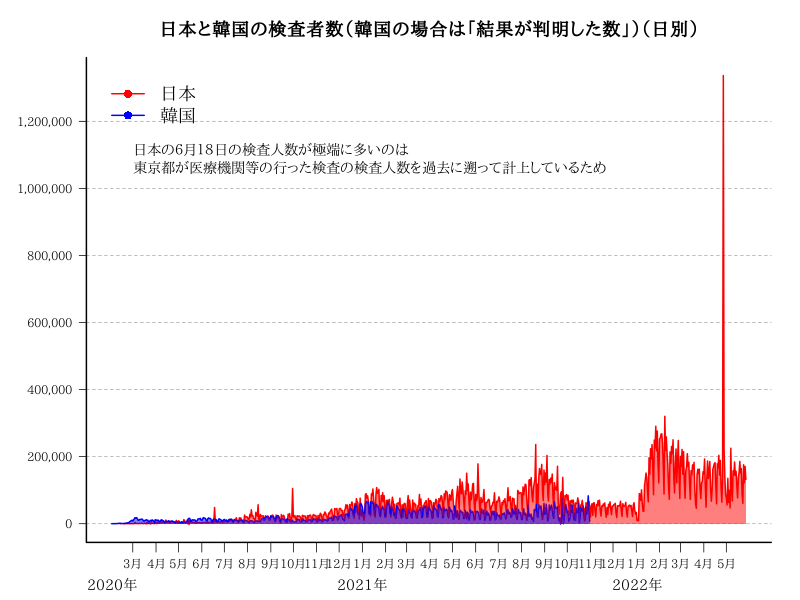 日本と韓国の検査者数(韓国の場合は「結果が判明した数」)(日別)
日本
韓国
日本の6月18日の検査人数が極端に多いのは
東京都が医療機関等の行った検査の検査人数を過去に遡って計上しているため
1,200,000
1,000,000
800,000
600,000
400,000
200,000
0
3月 4月 5月 6月 7月 8月 9月 10月 11月 12月 1月 2月 3月 4月 5月 6月 7月 8月 9月 10月 11月 12月 1月 2月 3月 4月 5月
2020年 2021年 2022年